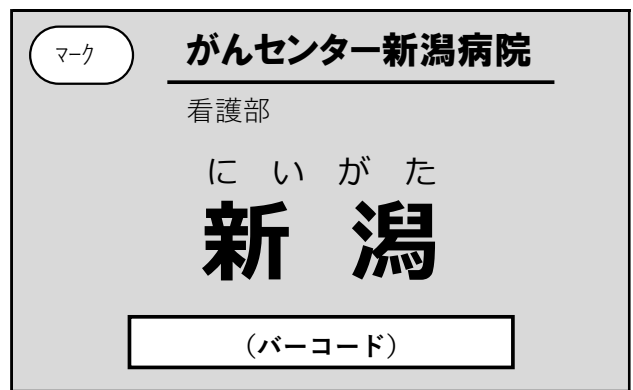 マーク
がんセンター新潟病院
看護部
にいがた
新潟
（バーコード）